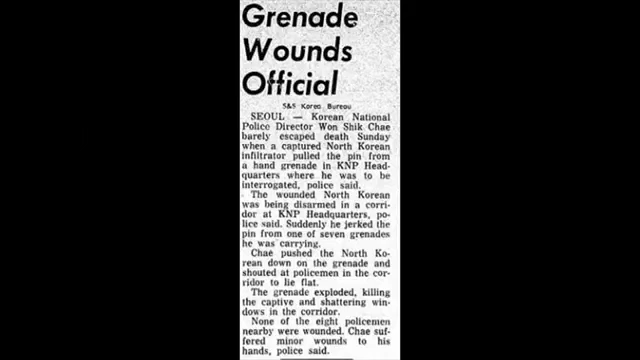 Grenade
Wounds
Official
S&S Korea Bureau
SEOUL — Korean National
Police Director Won Shik Chae
barely escaped death Sunday
when a captured North Korean
infiltrator pulled the pin from
a hand grenade in KNP Head-
quarters where he was to be
interrogated, police said.
The wounded North Korean
was being disarmed in a corri-
dor at KNP Headquarters, po-
lice said. Suddenly he jerked the
pin from one of seven grenades
he was carrying.
Chae pushed the North Ko-
rean down on the grenade and
shouted at policemen in the cor-
ridor to lie flat.
The grenade exploded, killing
the captive and shattering win-
dows in the corridor.
None of the eight policemen
nearby were wounded. Chae suf-
fered minor wounds to his
hands, police said.